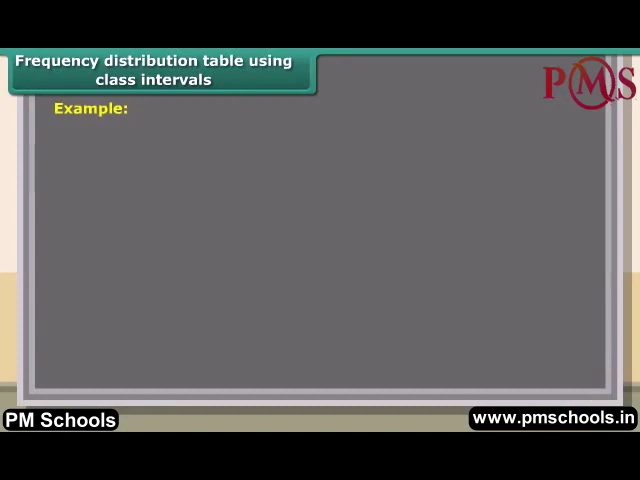 Frequency distribution table using
class intervals
PMS
Example:
PM Schools
www.pmschools.in